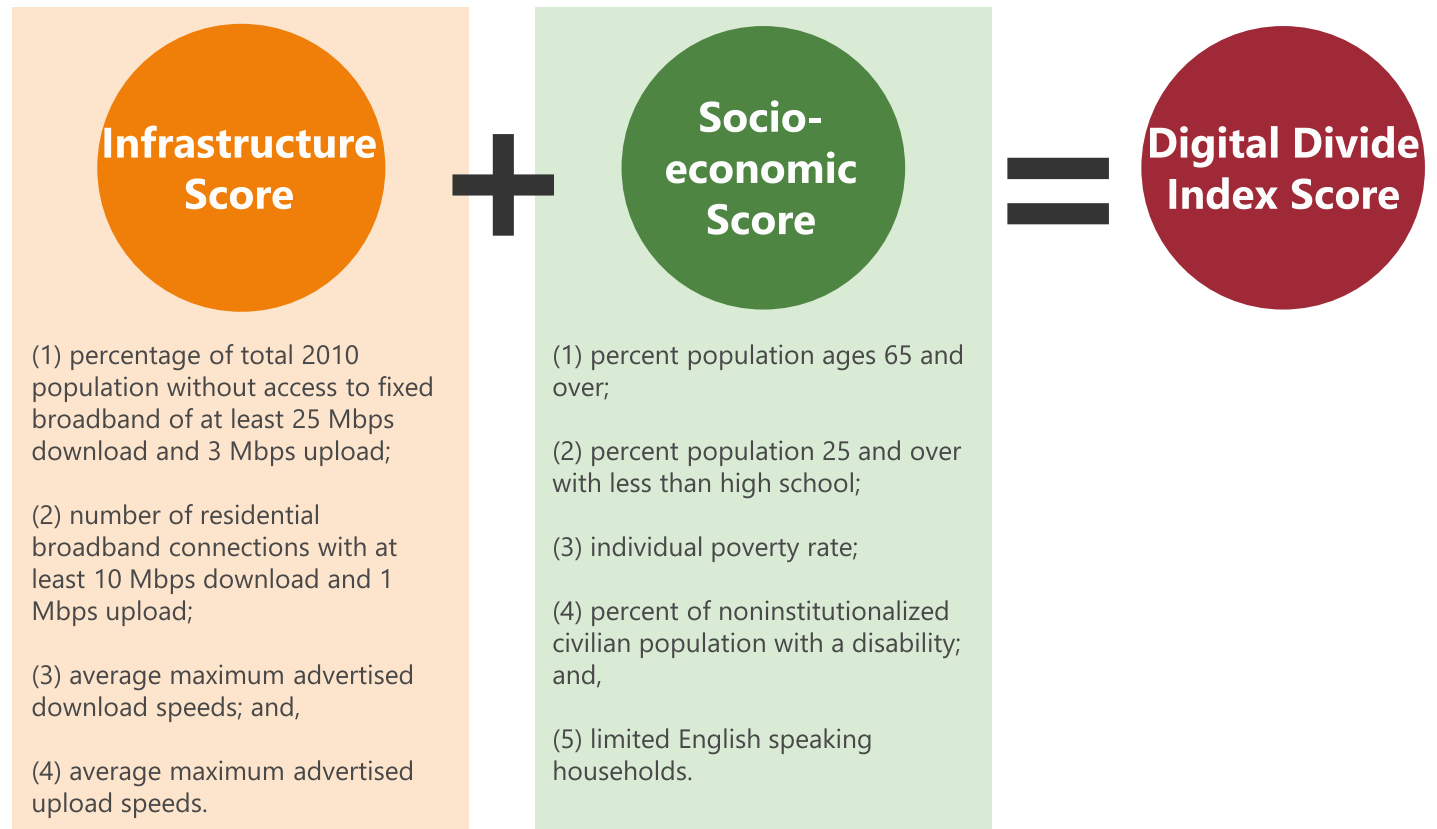 Infrastructure
Score
(1) percentage of total 2010
population without access to fixed
broadband of at least 25 Mbps
download and 3 Mbps upload;
(2) number of residential
broadband connections with at
least 10 Mbps download and 1
Mbps upload;
(3) average maximum advertised
download speeds; and,
(4) average maximum advertised
upload speeds.
+
Socio-
economic
Score
(1) percent population ages 65 and
over;
(2) percent population 25 and over
with less than high school;
(3) individual poverty rate;
(4) percent of noninstitutionalized
civilian population with a disability;
and,
(5) limited English speaking
households.
=
Digital Divide
Index Score